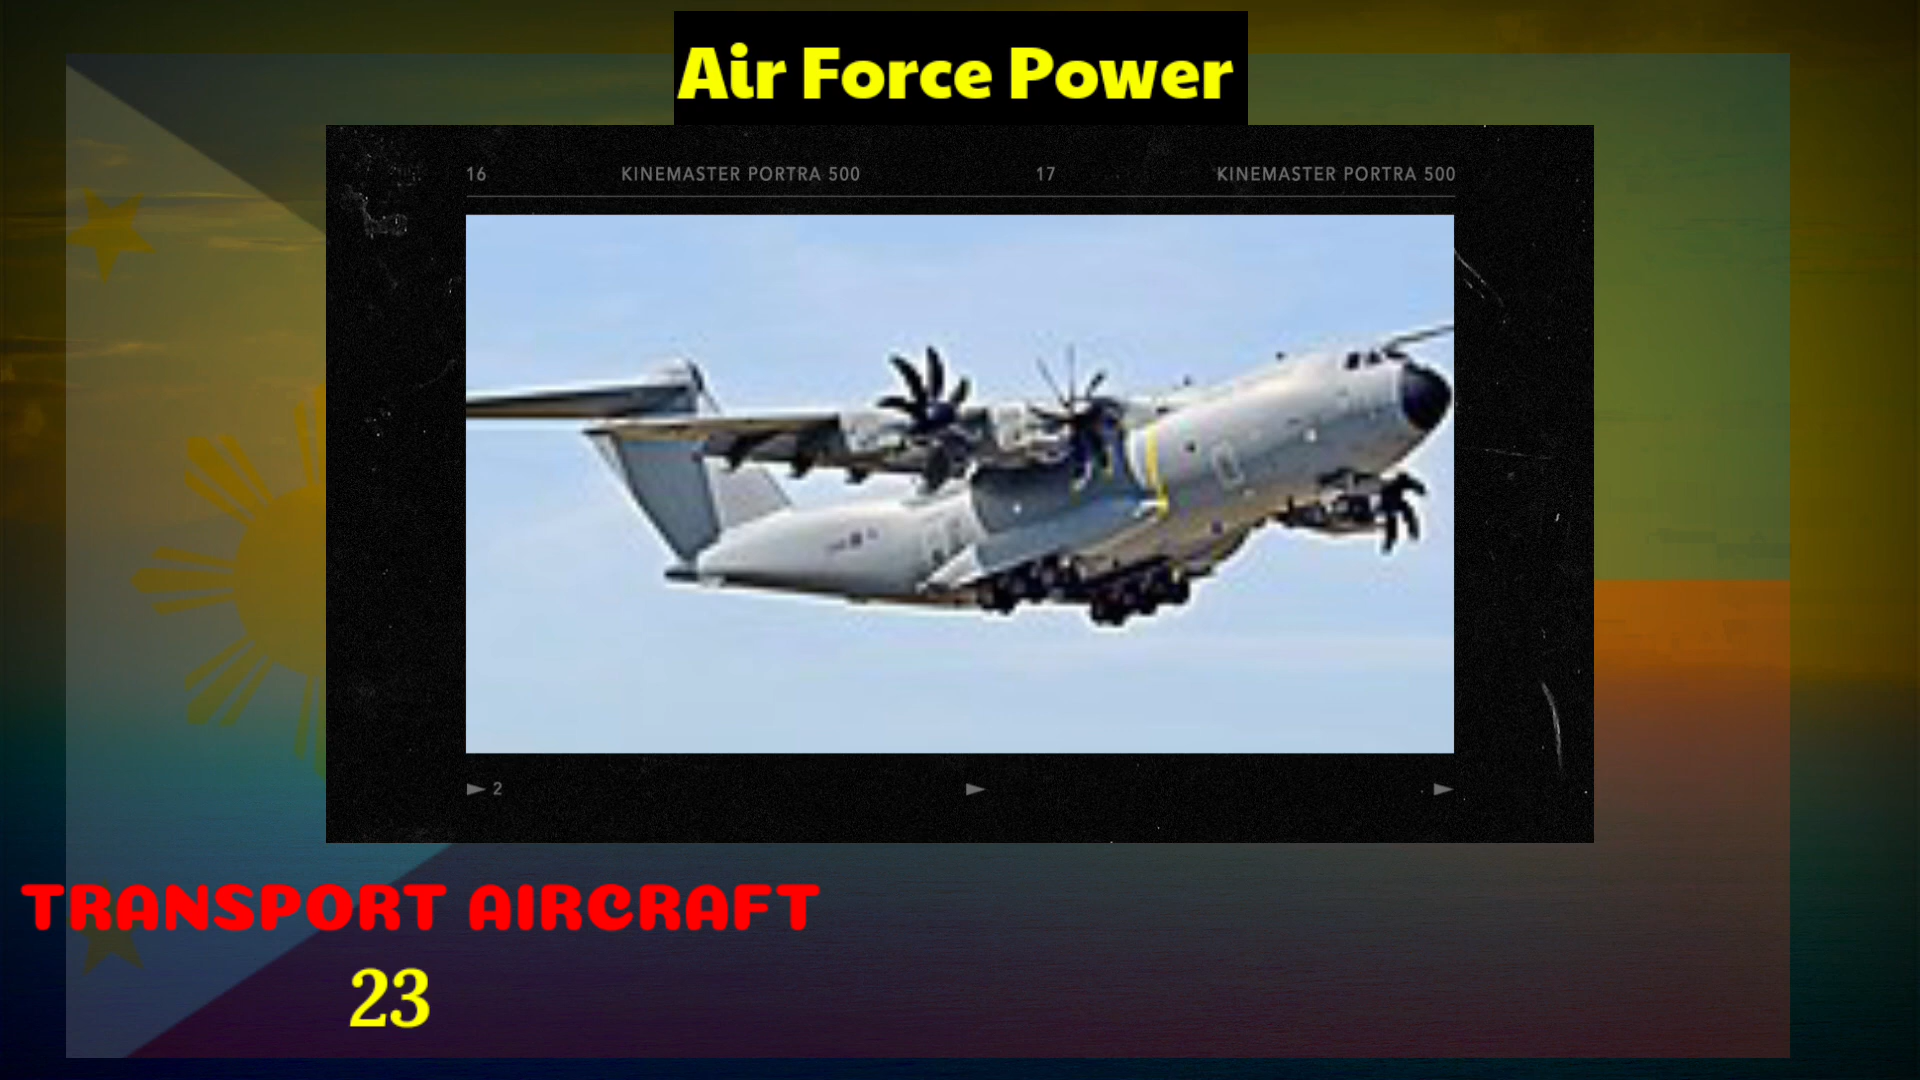 Air Force Power
16 KINEMASTER PORTRA 500 17 KINEMASTER PORTRA 500
2
TRANSPORT AIRCRAFT
23